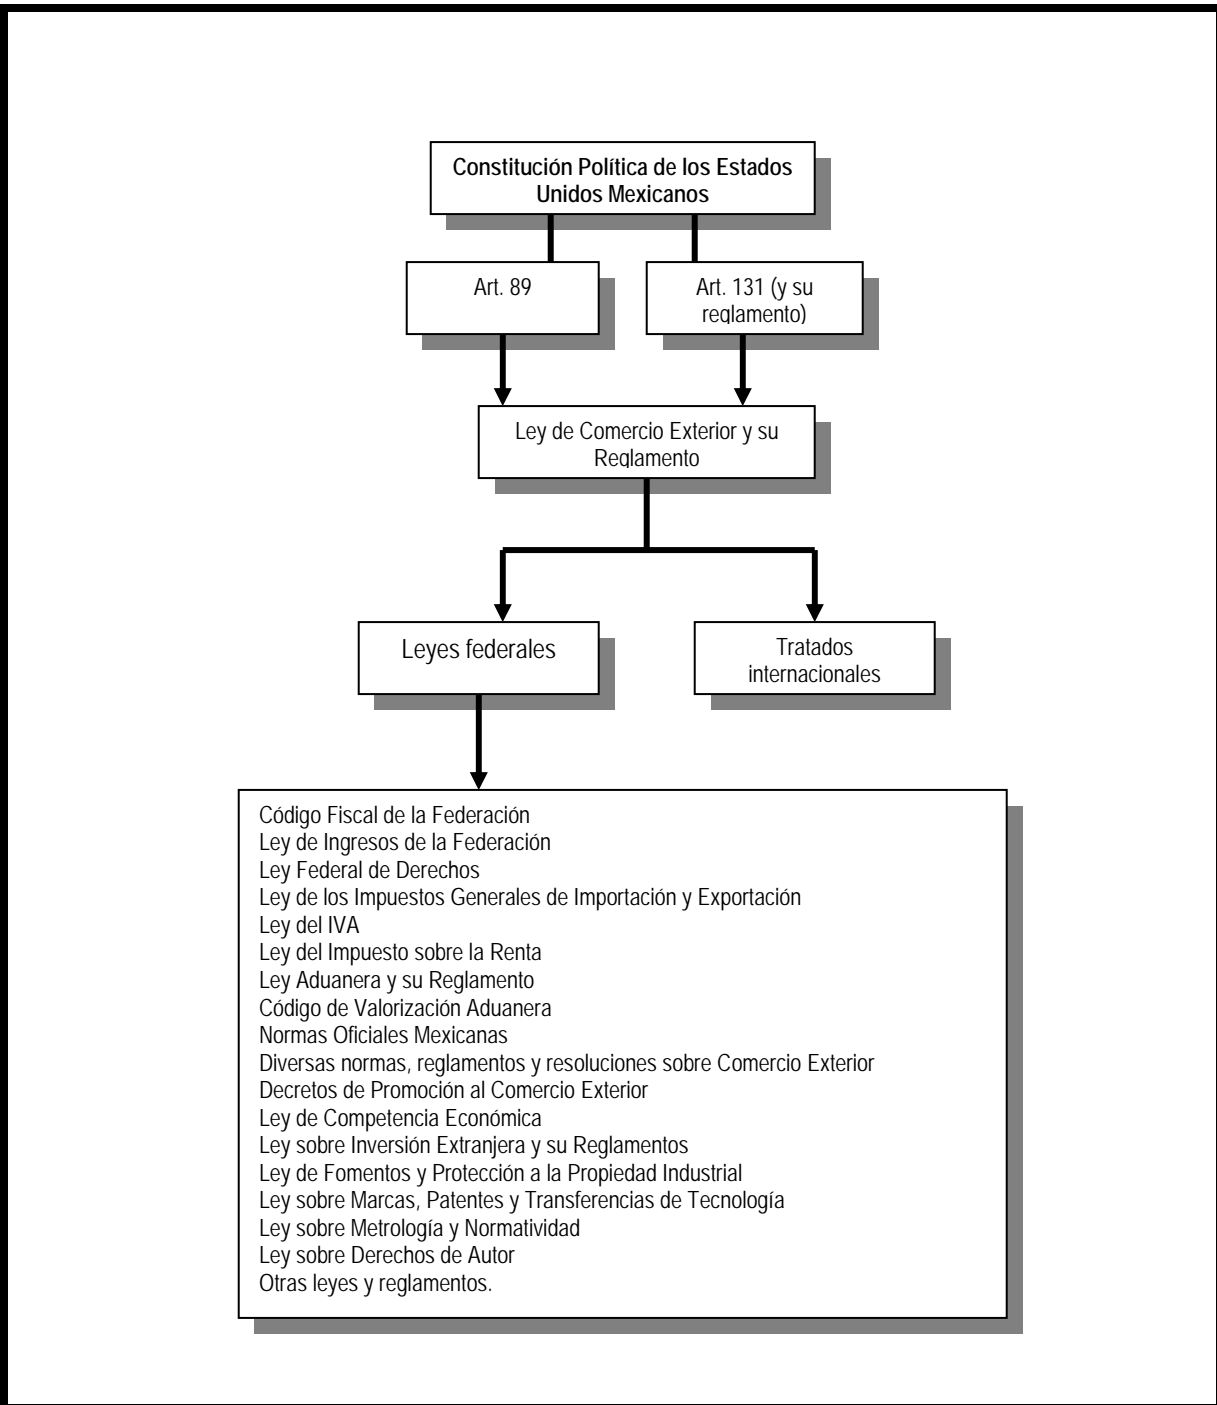 Constitución Política de los Estados
Unidos Mexicanos
Art. 89
Art. 131 (y su
reglamento)
Ley de Comercio Exterior y su
Reglamento
Leyes federales
Tratados
internacionales
Código Fiscal de la Federación
Ley de Ingresos de la Federación
Ley Federal de Derechos
Ley de los Impuestos Generales de Importación y Exportación
Ley del IVA
Ley del Impuesto sobre la Renta
Ley Aduanera y su Reglamento
Código de Valorización Aduanera
Normas Oficiales Mexicanas
Diversas normas, reglamentos y resoluciones sobre Comercio Exterior
Decretos de Promoción al Comercio Exterior
Ley de Competencia Económica
Ley sobre Inversión Extranjera y su Reglamentos
Ley de Fomentos y Protección a la Propiedad Industrial
Ley sobre Marcas, Patentes y Transferencias de Tecnología
Ley sobre Metrología y Normatividad
Ley sobre Derechos de Autor
Otras leyes y reglamentos.